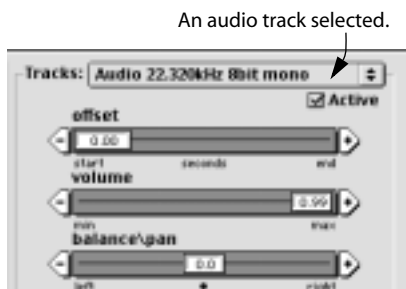 An audio track selected.
Tracks: Audio 22.320kHz 8bit mono
Active
offset
0.00
start seconds end
volume
0.99
min max
balance\pan
0.0
left right